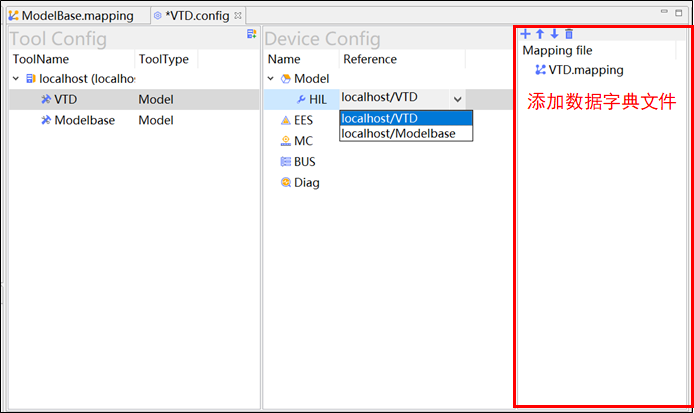 ModelBase.mapping
*VTD.config
Tool Config
ToolName ToolType
localhost (localhos
VTD Model
Modelbase Model
Device Config
Name Reference
Model
HIL localhost/VTD
localhost/VTD
localhost/Modelbase
EES
MC
BUS
Diag
Mapping file
VTD.mapping
添加数据字典文件